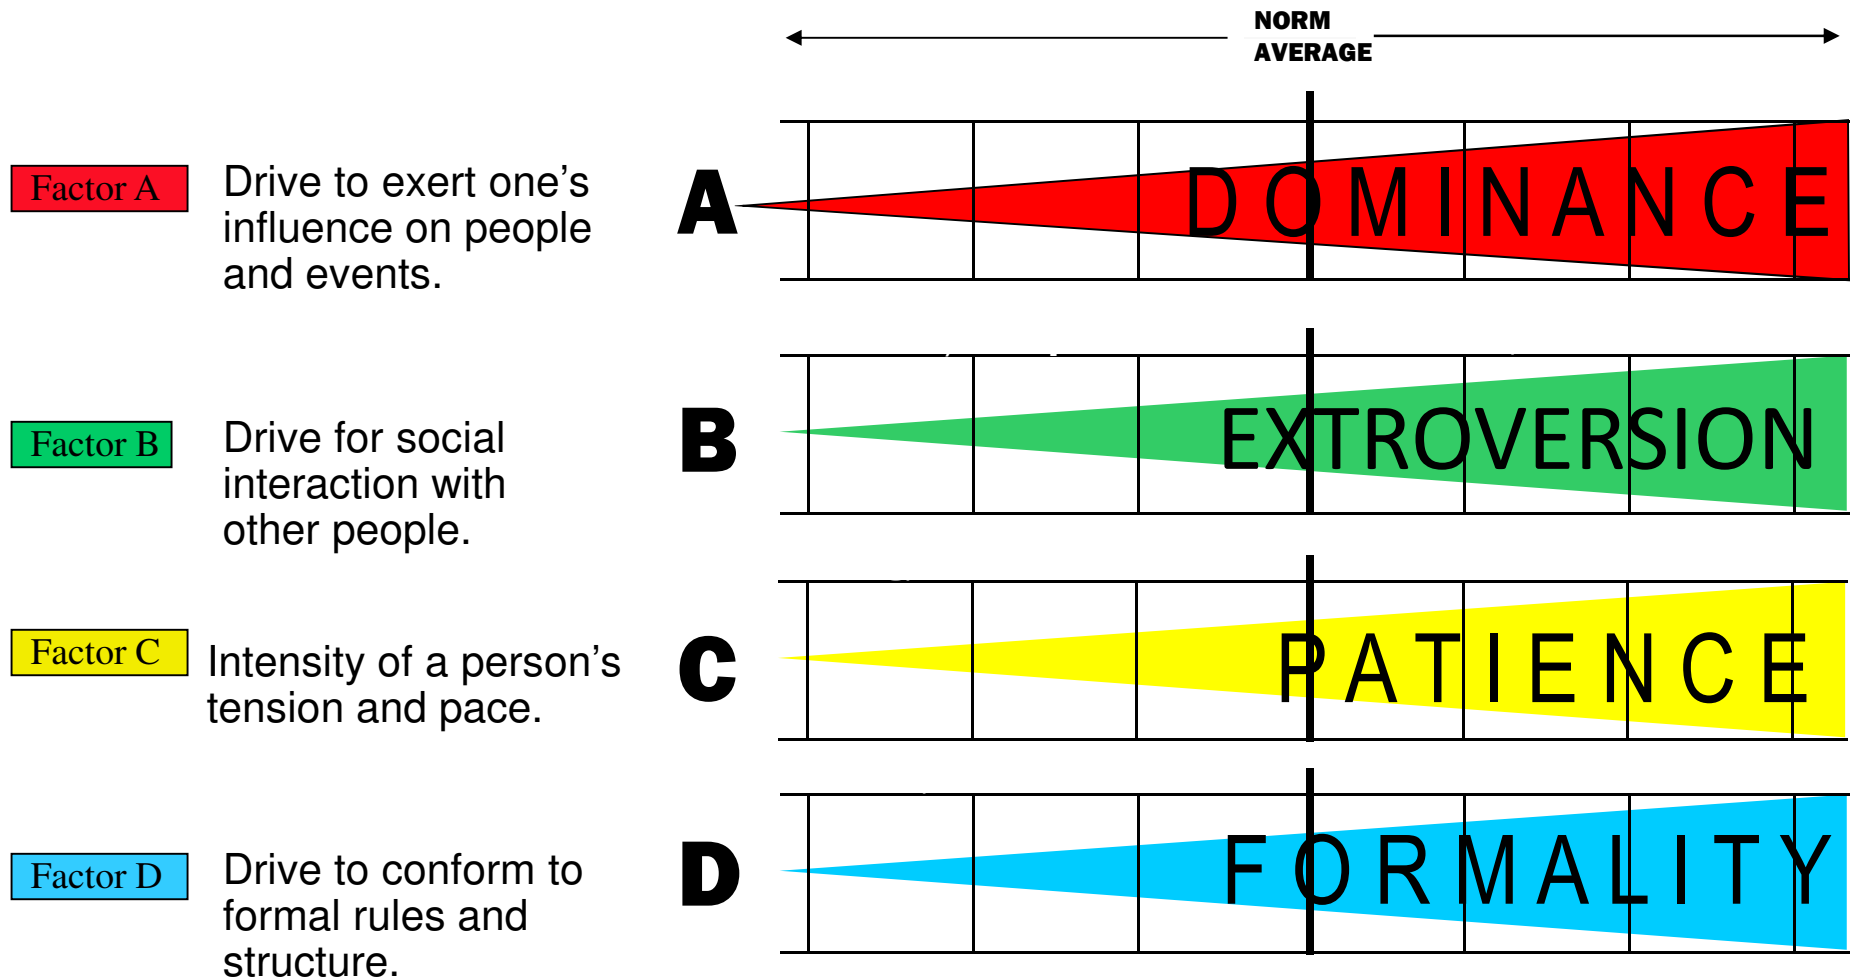 NORM
AVERAGE
Factor A
Drive to exert one's
influence on people
and events.
A
DOMINANCE
Factor B
Drive for social
interaction with
other people.
B
EXTROVERSION
Factor C
Intensity of a person's
tension and pace.
C
PATIENCE
Factor D
Drive to conform to
formal rules and
structure.
D
FORMALITY